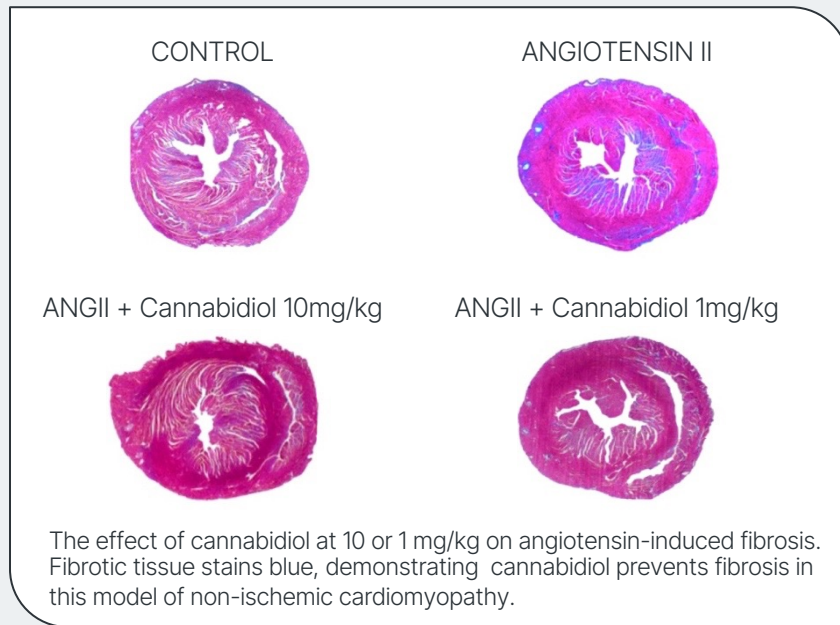 CONTROL
ANGIOTENSIN II
ANGII + Cannabidiol 10mg/kg
ANGII + Cannabidiol 1mg/kg
The effect of cannabidiol at 10 or 1 mg/kg on angiotensin-induced fibrosis.
Fibrotic tissue stains blue, demonstrating cannabidiol prevents fibrosis in
this model of non-ischemic cardiomyopathy.